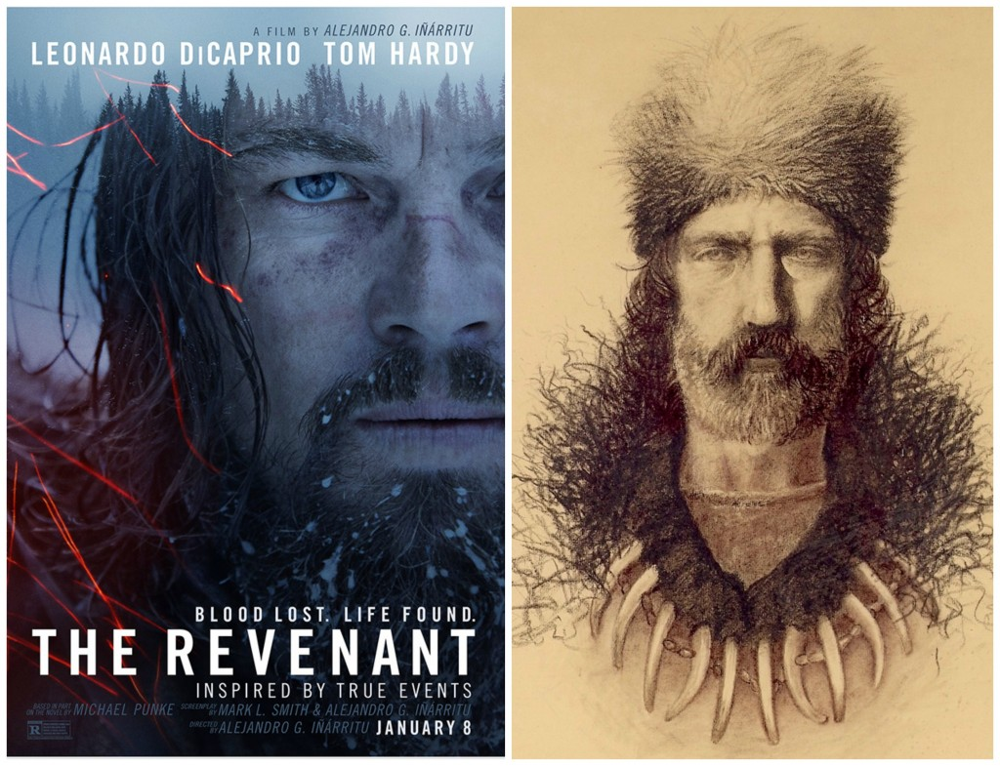 A FILM BY ALEJANDRO G. IÑÁRRITU
LEONARDO DiCAPRIO TOM HARDY
BLOOD LOST. LIFE FOUND.
THE REVENANT
INSPIRED BY TRUE EVENTS
BASED IN PART ON THE NOVEL BY MICHAEL PUNKE SCREENPLAY BY MARK L. SMITH & ALEJANDRO G. IÑÁRRITU
DIRECTED BY ALEJANDRO G. IÑÁRRITU JANUARY 8
R